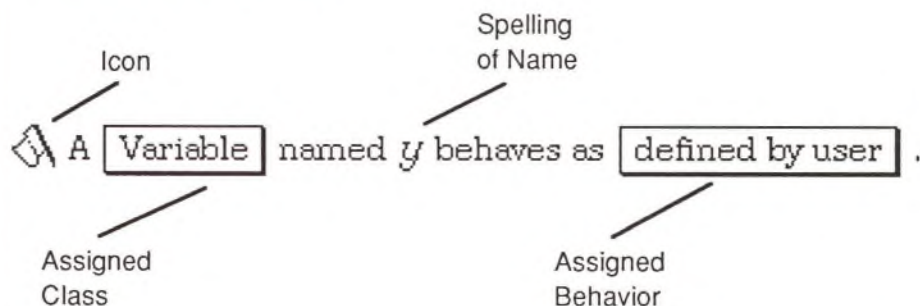 Spelling
of Name
Icon
A Variable named y behaves as defined by user .
Assigned
Class
Assigned
Behavior